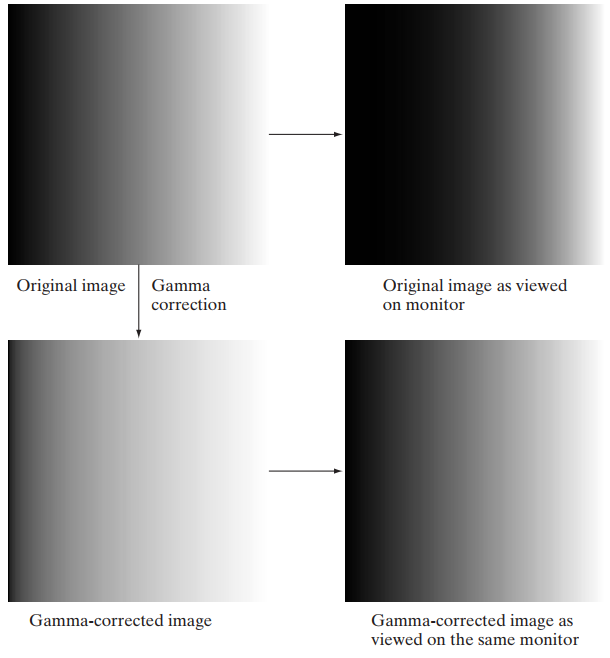 Original image
Gamma
correction
Original image as viewed
on monitor
Gamma-corrected image
Gamma-corrected image as
viewed on the same monitor